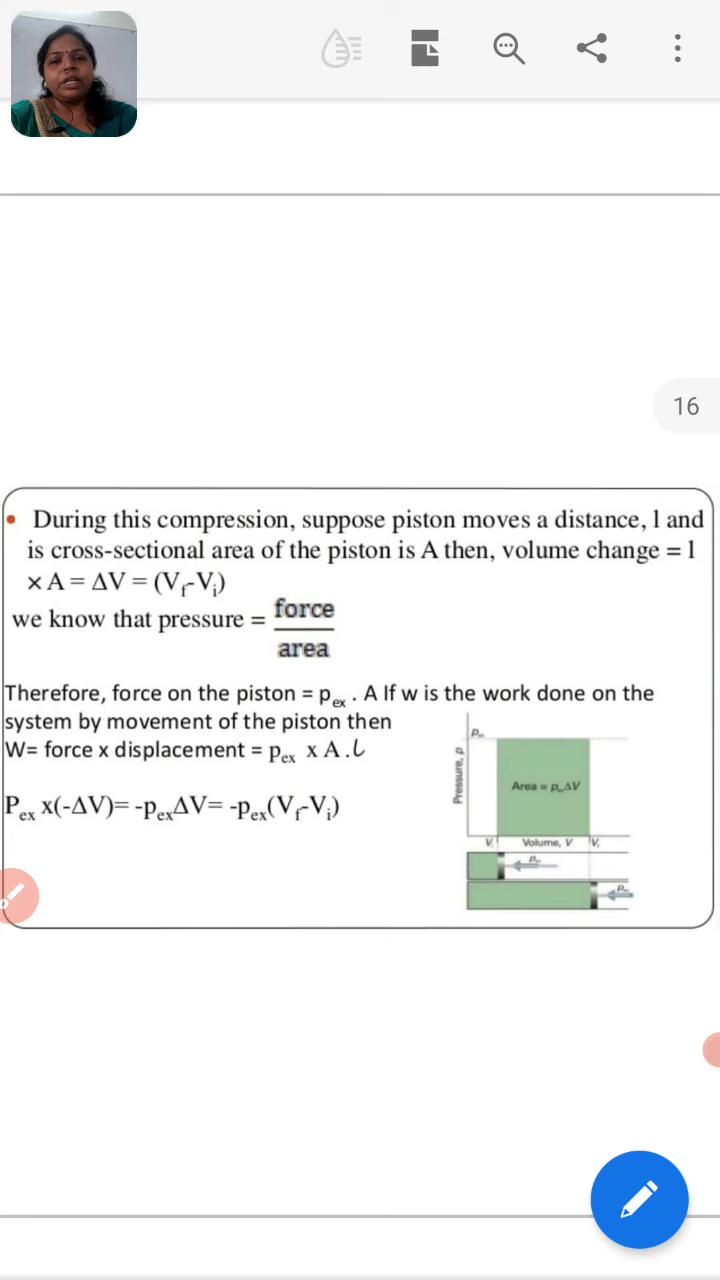 16
• During this compression, suppose piston moves a distance, l and
is cross-sectional area of the piston is A then, volume change = l
× A = ΔV = (Vf-Vi)
we know that pressure = force
area
Therefore, force on the piston = pex . A If w is the work done on the
system by movement of the piston then
W= force x displacement = pex x A .l
Pex x(-ΔV)= -pexΔV= -pex(Vf-Vi)
Pressure, p
Area = pexΔV
Volume, V